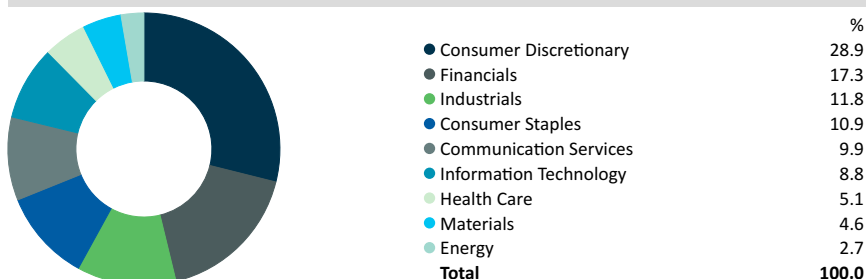 %
Consumer Discretionary 28.9
Financials 17.3
Industrials 11.8
Consumer Staples 10.9
Communication Services 9.9
Information Technology 8.8
Health Care 5.1
Materials 4.6
Energy 2.7
Total 100.0